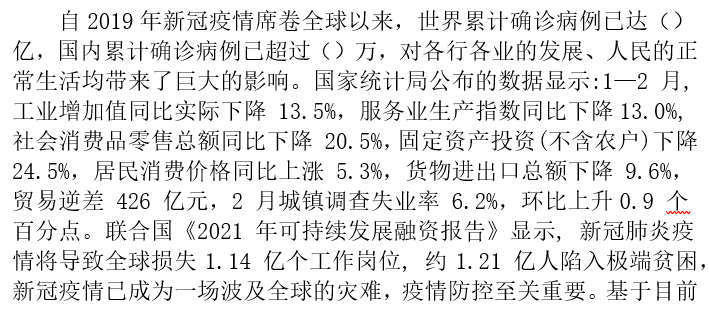 自 2019 年新冠疫情席卷全球以来，世界累计确诊病例已达（）
亿，国内累计确诊病例已超过（）万，对各行各业的发展、人民的正
常生活均带来了巨大的影响。国家统计局公布的数据显示:1—2 月,
工业增加值同比实际下降 13.5%，服务业生产指数同比下降 13.0%,
社会消费品零售总额同比下降 20.5%,固定资产投资(不含农户)下降
24.5%，居民消费价格同比上涨 5.3%，货物进出口总额下降 9.6%，
贸易逆差 426 亿元，2 月城镇调查失业率 6.2%，环比上升 0.9 个
百分点。联合国《2021 年可持续发展融资报告》显示, 新冠肺炎疫
情将导致全球损失 1.14 亿个工作岗位, 约 1.21 亿人陷入极端贫困，
新冠疫情已成为一场波及全球的灾难，疫情防控至关重要。基于目前